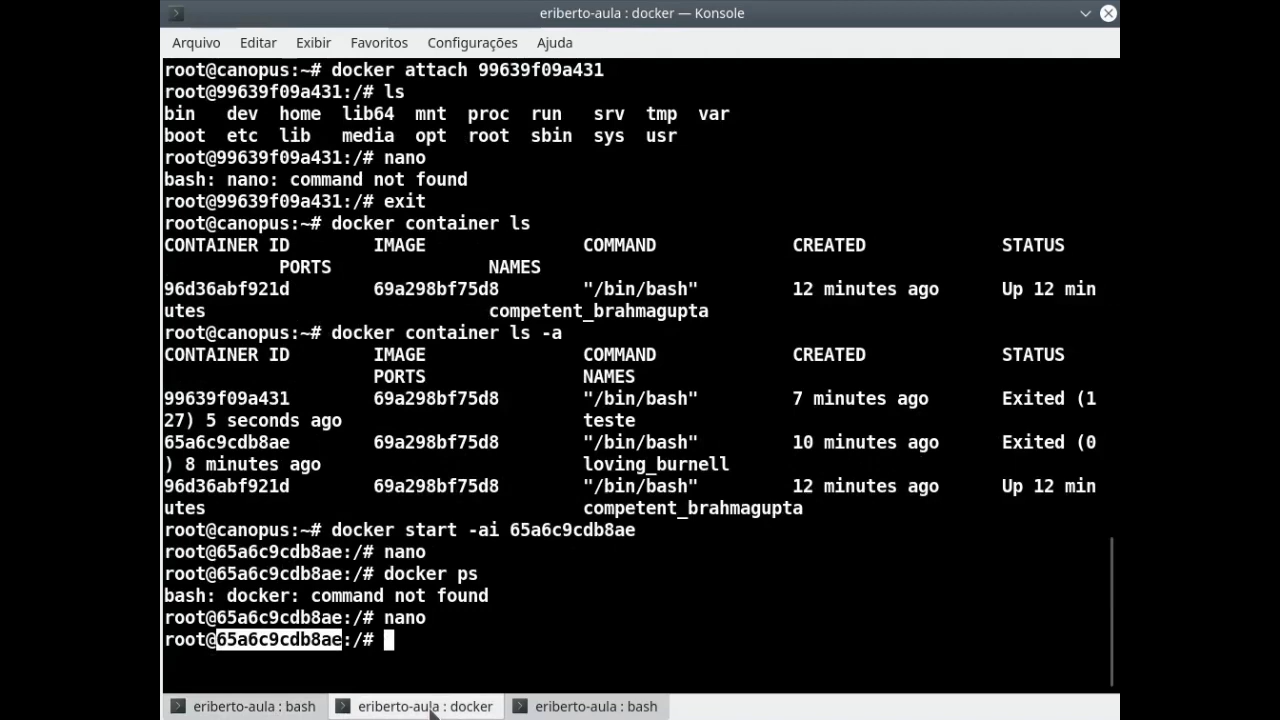 eriberto-aula : docker — Konsole
Arquivo Editar Exibir Favoritos Configurações Ajuda
root@canopus:~# docker attach 99639f09a431
root@99639f09a431:/# ls
bin dev home lib64 mnt proc run srv tmp var
boot etc lib media opt root sbin sys usr
root@99639f09a431:/# nano
bash: nano: command not found
root@99639f09a431:/# exit
root@canopus:~# docker container ls
CONTAINER ID IMAGE COMMAND CREATED STATUS
PORTS NAMES
96d36abf921d 69a298bf75d8 "/bin/bash" 12 minutes ago Up 12 min
utes competent_brahmagupta
root@canopus:~# docker container ls -a
CONTAINER ID IMAGE COMMAND CREATED STATUS
PORTS NAMES
99639f09a431 69a298bf75d8 "/bin/bash" 7 minutes ago Exited (1
27) 5 seconds ago teste
65a6c9cdb8ae 69a298bf75d8 "/bin/bash" 10 minutes ago Exited (0
) 8 minutes ago loving_burnell
96d36abf921d 69a298bf75d8 "/bin/bash" 12 minutes ago Up 12 min
utes competent_brahmagupta
root@canopus:~# docker start -ai 65a6c9cdb8ae
root@65a6c9cdb8ae:/# nano
root@65a6c9cdb8ae:/# docker ps
bash: docker: command not found
root@65a6c9cdb8ae:/# nano
root@65a6c9cdb8ae:/#
eriberto-aula : bash eriberto-aula : docker eriberto-aula : bash